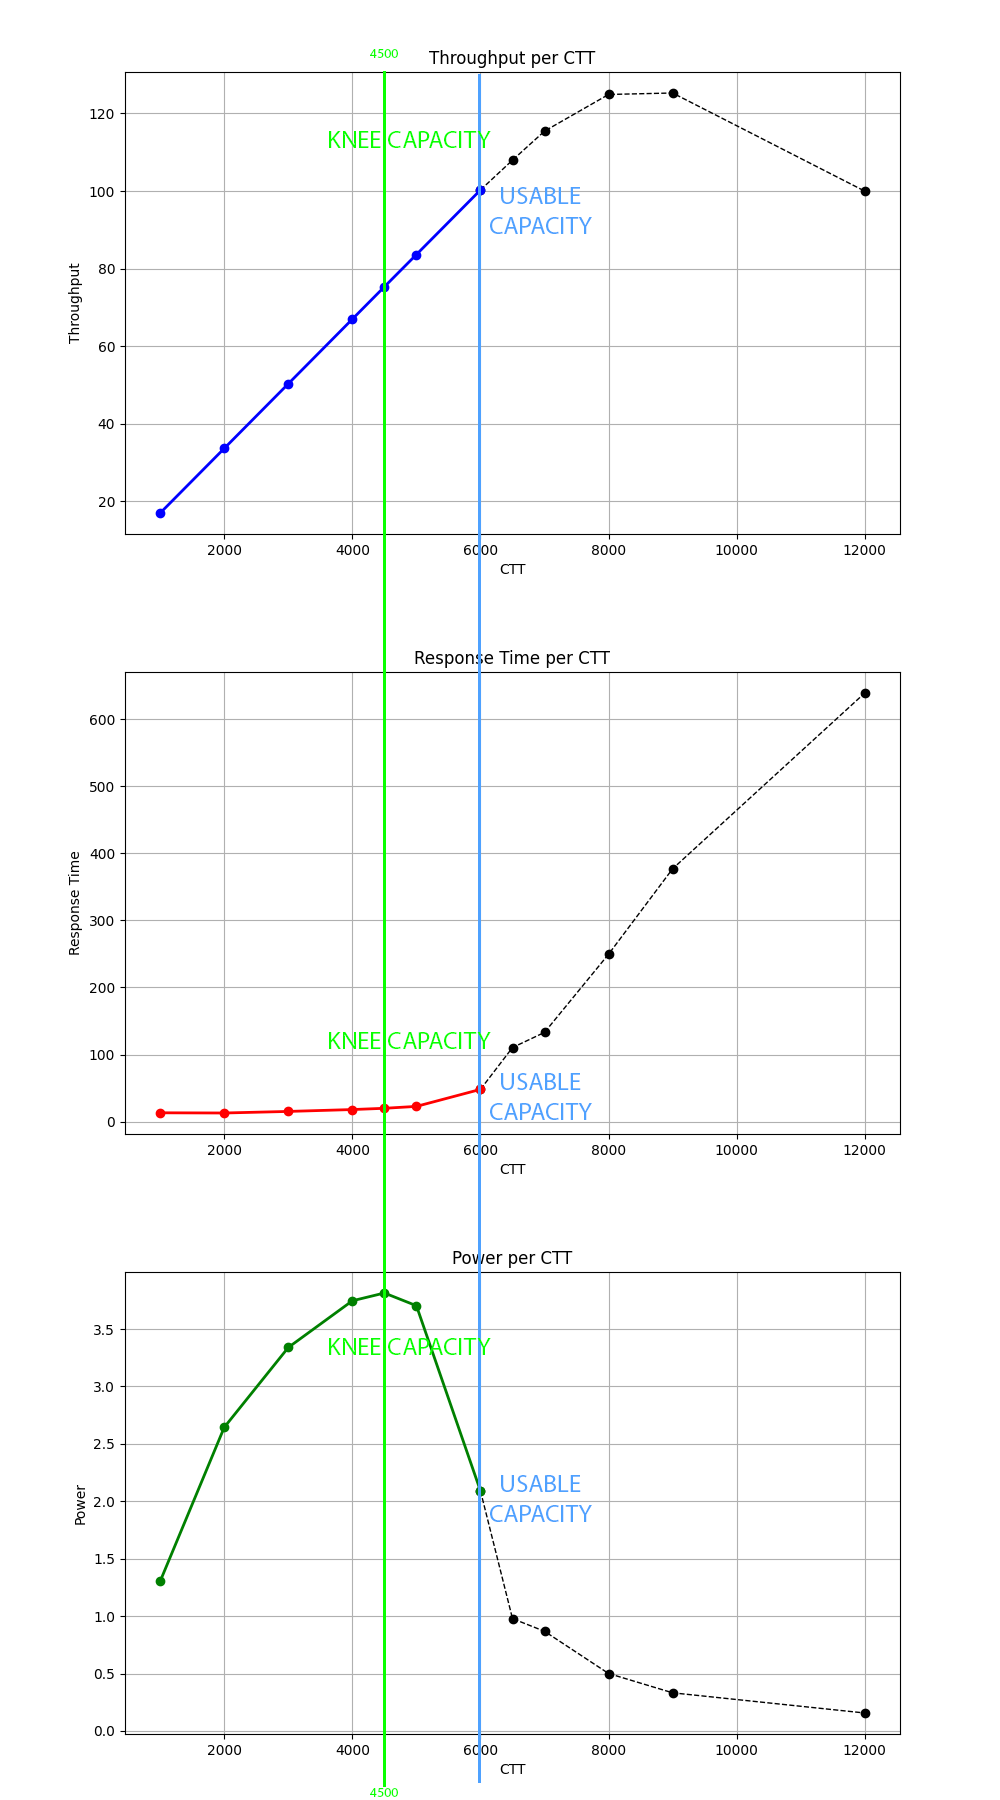 4500
Throughput per CTT
120
100
80
60
40
20
Throughput
KNEE CAPACITY
USABLE
CAPACITY
2000 4000 6000 8000 10000 12000
CTT
Response Time per CTT
600
500
400
300
200
100
0
Response Time
KNEE CAPACITY
USABLE
CAPACITY
2000 4000 6000 8000 10000 12000
CTT
Power per CTT
3.5
3.0
2.5
2.0
1.5
1.0
0.5
0.0
Power
KNEE CAPACITY
USABLE
CAPACITY
2000 4000 6000 8000 10000 12000
CTT
4500